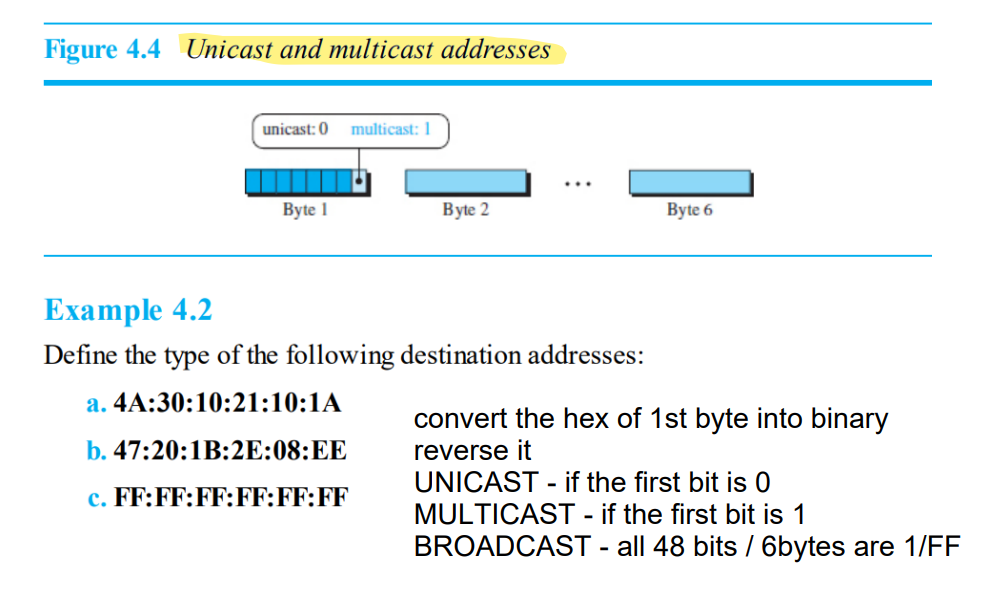 Figure 4.4 Unicast and multicast addresses
unicast: 0 multicast: 1
Byte 1 Byte 2 ... Byte 6
Example 4.2
Define the type of the following destination addresses:
a. 4A:30:10:21:10:1A
b. 47:20:1B:2E:08:EE
c. FF:FF:FF:FF:FF:FF
convert the hex of 1st byte into binary
reverse it
UNICAST - if the first bit is 0
MULTICAST - if the first bit is 1
BROADCAST - all 48 bits / 6bytes are 1/FF